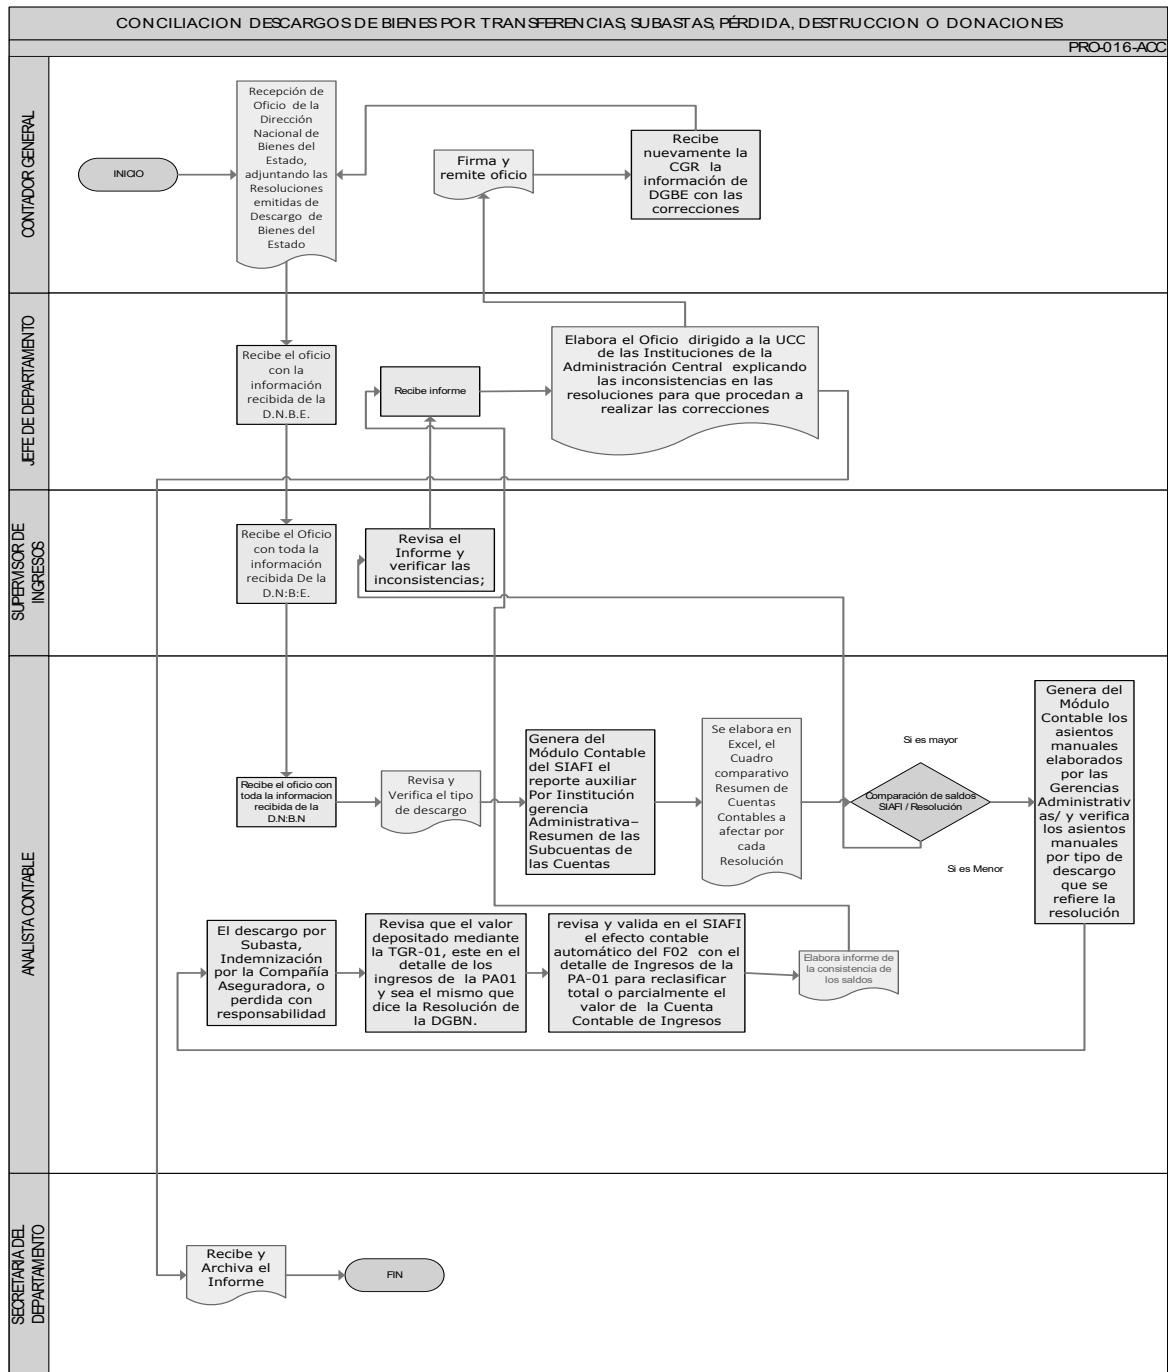 CONCILIACION DESCARGOS DE BIENES POR TRANSFERENCIAS, SUBASTAS, PÉRDIDA, DESTRUCCION O DONACIONES
PRO-016-ACC
CONTADOR GENERAL
INICIO
Recepción de
Oficio de la
Dirección
Nacional de
Bienes del
Estado,
adjuntando las
Resoluciones
emitidas de
Descargo de
Bienes del
Estado
Firma y
remite oficio
Recibe
nuevamente la
CGR la
información de
DGBE con las
correcciones
JEFE DE DEPARTAMENTO
Recibe el oficio
con la
información
recibida de la
D.N.B.E.
Recibe informe
Elabora el Oficio dirigido a la UCC
de las Instituciones de la
Administración Central explicando
las inconsistencias en las
resoluciones para que procedan a
realizar las correcciones
SUPERVISOR DE
INGRESOS
Recibe el Oficio
con toda la
información
recibida De la
D.N:B:E.
Revisa el
Informe y
verificar las
inconsistencias;
ANALISTA CONTABLE
Recibe el oficio con
toda la informacion
recibida de la
D.N:B.N
Revisa y
Verifica el tipo
de descargo
Genera del
Módulo Contable
del SIAFI el
reporte auxiliar
Por Iinstitución
gerencia
Administrativa–
Resumen de las
Subcuentas de
las Cuentas
Se elabora en
Excel, el
Cuadro
comparativo
Resumen de
Cuentas
Contables a
afectar por
cada
Resolución
Si es mayor
Comparación de saldos
SIAFI / Resolución
Si es Menor
Genera del
Módulo
Contable los
asientos
manuales
elaborados
por las
Gerencias
Administrativ
as/ y verifica
los asientos
manuales
por tipo de
descargo
que se
refiere la
resolución
El descargo por
Subasta,
Indemnización
por la Compañía
Aseguradora, o
perdida con
responsabilidad
Revisa que el valor
depositado mediante
la TGR-01, este en el
detalle de los
ingresos de la PA01
y sea el mismo que
dice la Resolución de
la DGBN.
revisa y valida en el SIAFI
el efecto contable
automático del F02 con el
detalle de Ingresos de la
PA-01 para reclasificar
total o parcialmente el
valor de la Cuenta
Contable de Ingresos
Elabora informe de
la consistencia de
los saldos
SECRETARIA DEL
DEPARTAMENTO
Recibe y
Archiva el
Informe
FIN